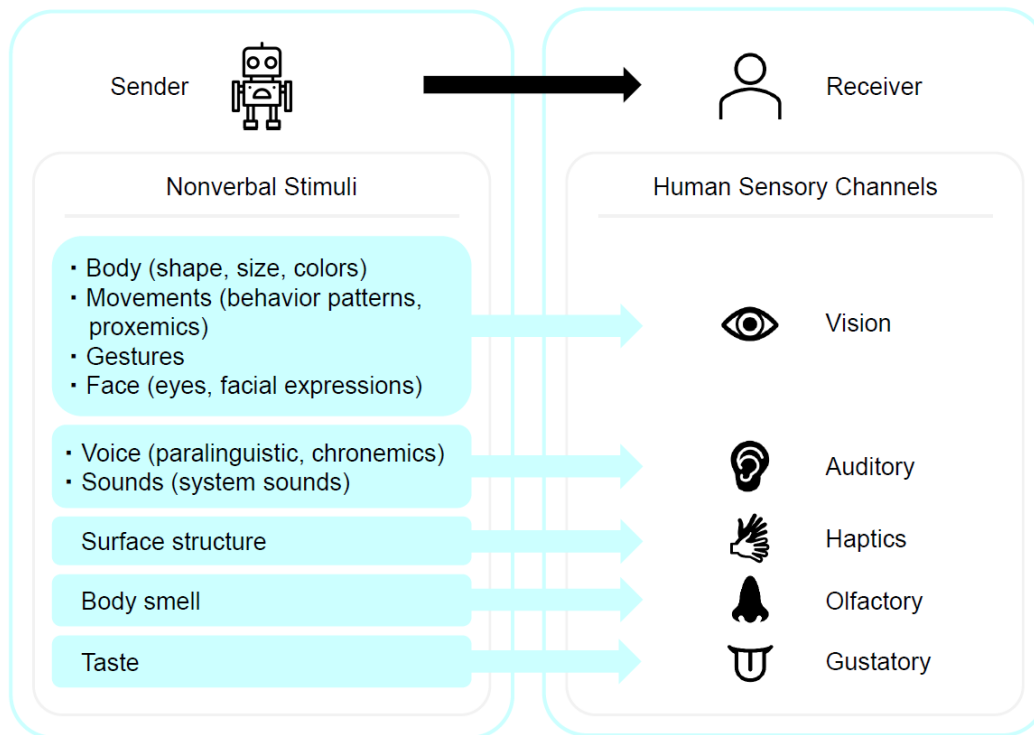 Sender
Receiver
Nonverbal Stimuli
Human Sensory Channels
・Body (shape, size, colors)
・Movements (behavior patterns,
proxemics)
・Gestures
・Face (eyes, facial expressions)
Vision
・Voice (paralinguistic, chronemics)
・Sounds (system sounds)
Auditory
Surface structure
Haptics
Body smell
Olfactory
Taste
Gustatory